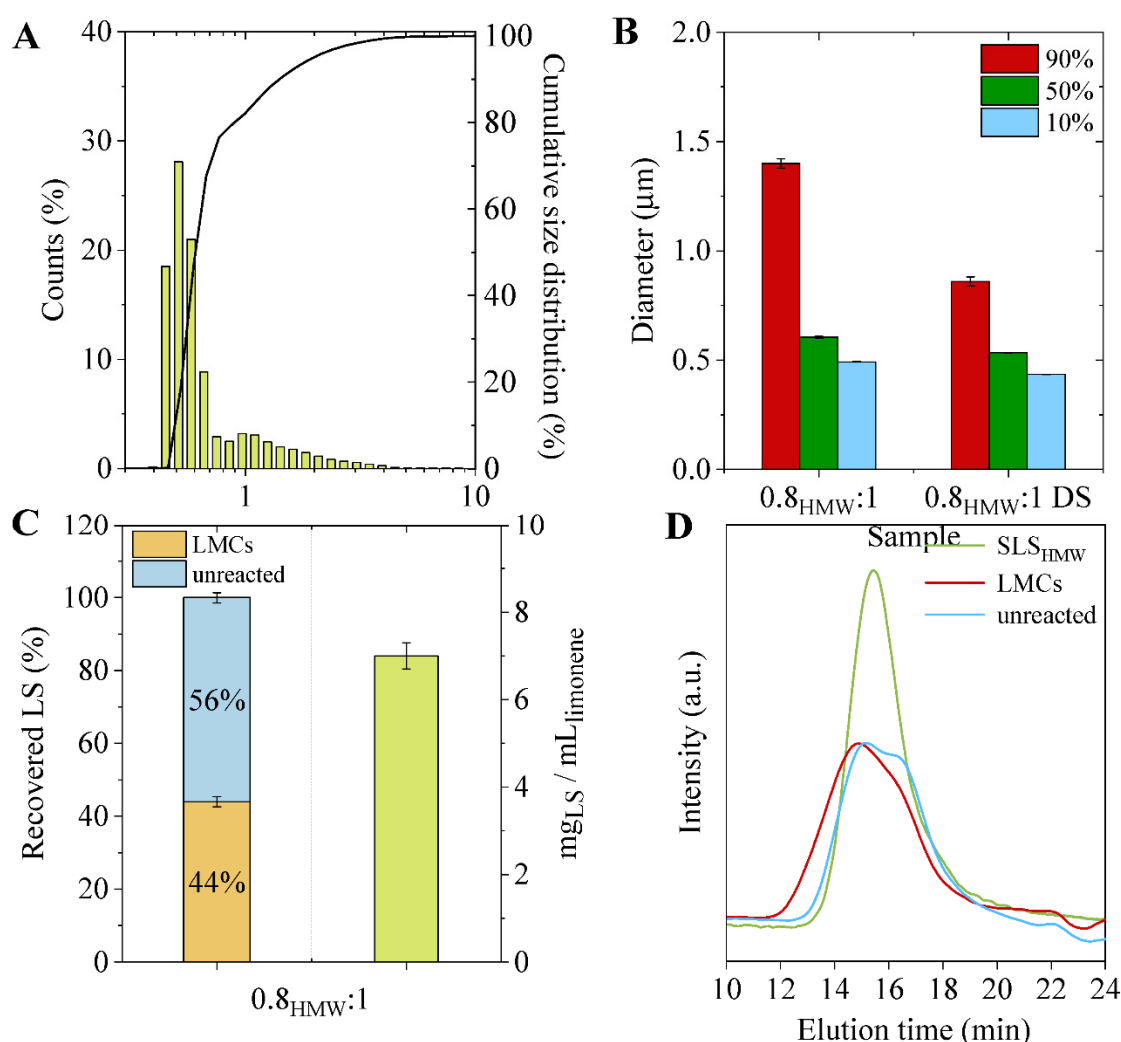 A
40
30
20
10
0
Counts (%)
100
80
60
40
20
0
Cumulative size distribution (%)
1
10
B
2.0
1.5
1.0
0.5
0.0
Diameter (μm)
90%
50%
10%
0.8HMW:1
0.8HMW:1 DS
Sample
C
120
100
80
60
40
20
0
Recovered LS (%)
LMCs
unreacted
56%
44%
10
8
6
4
2
0
mgLS / mLlimonene
0.8HMW:1
D
SLSHMW
LMCs
unreacted
Intensity (a.u.)
10 12 14 16 18 20 22 24
Elution time (min)